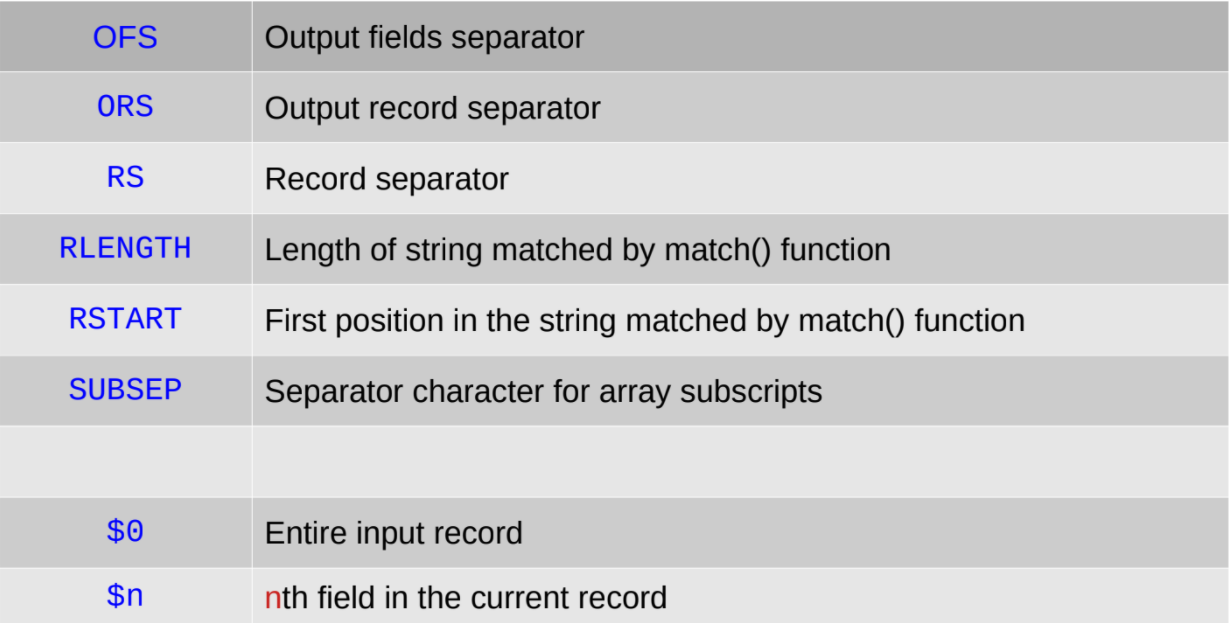 OFS Output fields separator
ORS Output record separator
RS Record separator
RLENGTH Length of string matched by match() function
RSTART First position in the string matched by match() function
SUBSEP Separator character for array subscripts
$0 Entire input record
$n nth field in the current record